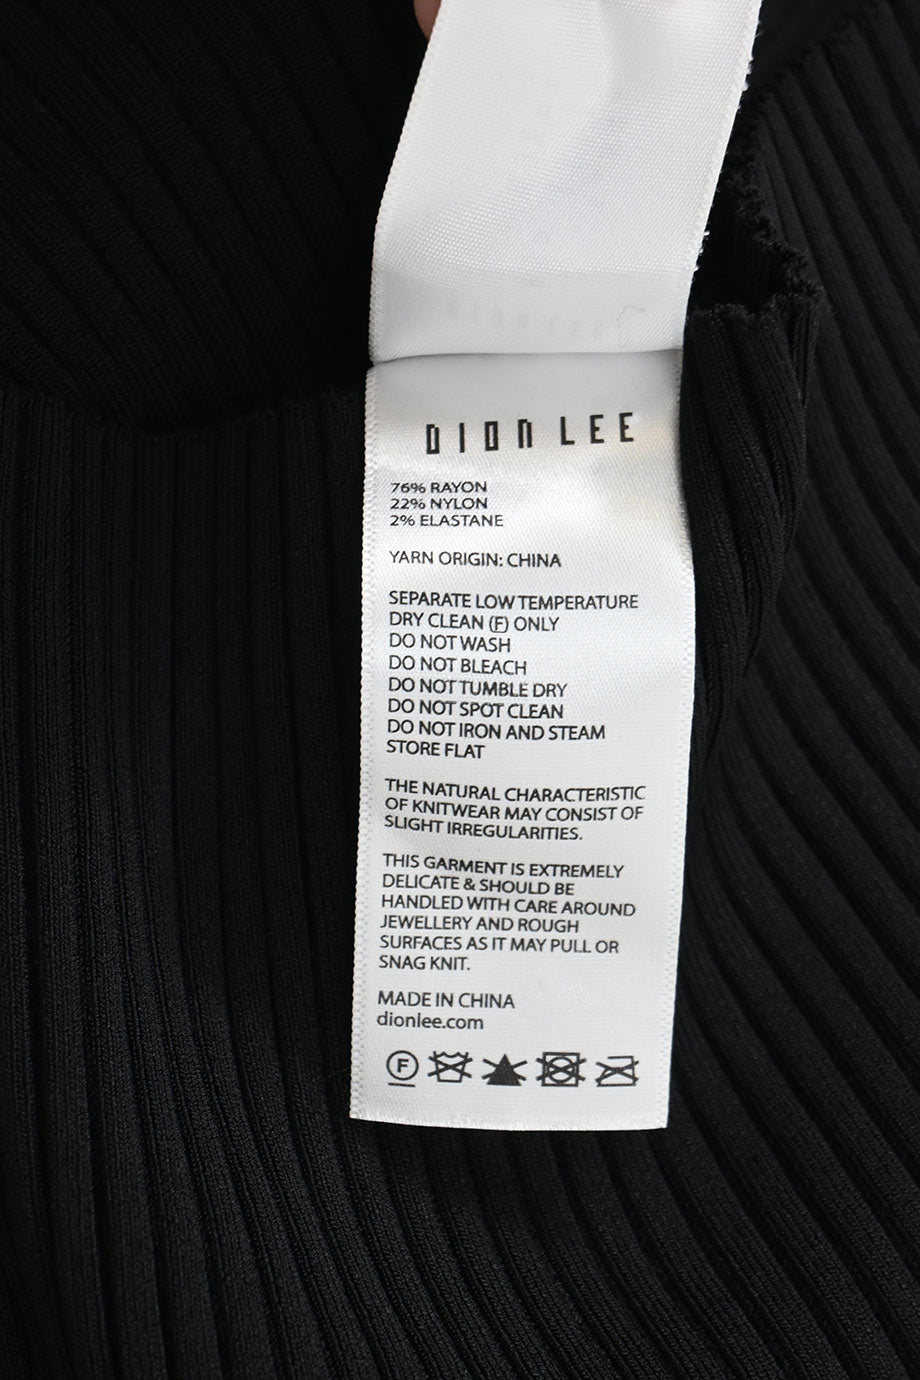 DION LEE
76% RAYON
22% NYLON
2% ELASTANE
YARN ORIGIN: CHINA
SEPARATE LOW TEMPERATURE
DRY CLEAN (F) ONLY
DO NOT WASH
DO NOT BLEACH
DO NOT TUMBLE DRY
DO NOT SPOT CLEAN
DO NOT IRON AND STEAM
STORE FLAT
THE NATURAL CHARACTERISTIC
OF KNITWEAR MAY CONSIST OF
SLIGHT IRREGULARITIES.
THIS GARMENT IS EXTREMELY
DELICATE & SHOULD BE
HANDLED WITH CARE AROUND
JEWELLERY AND ROUGH
SURFACES AS IT MAY PULL OR
SNAG KNIT.
MADE IN CHINA
dionlee.com
F